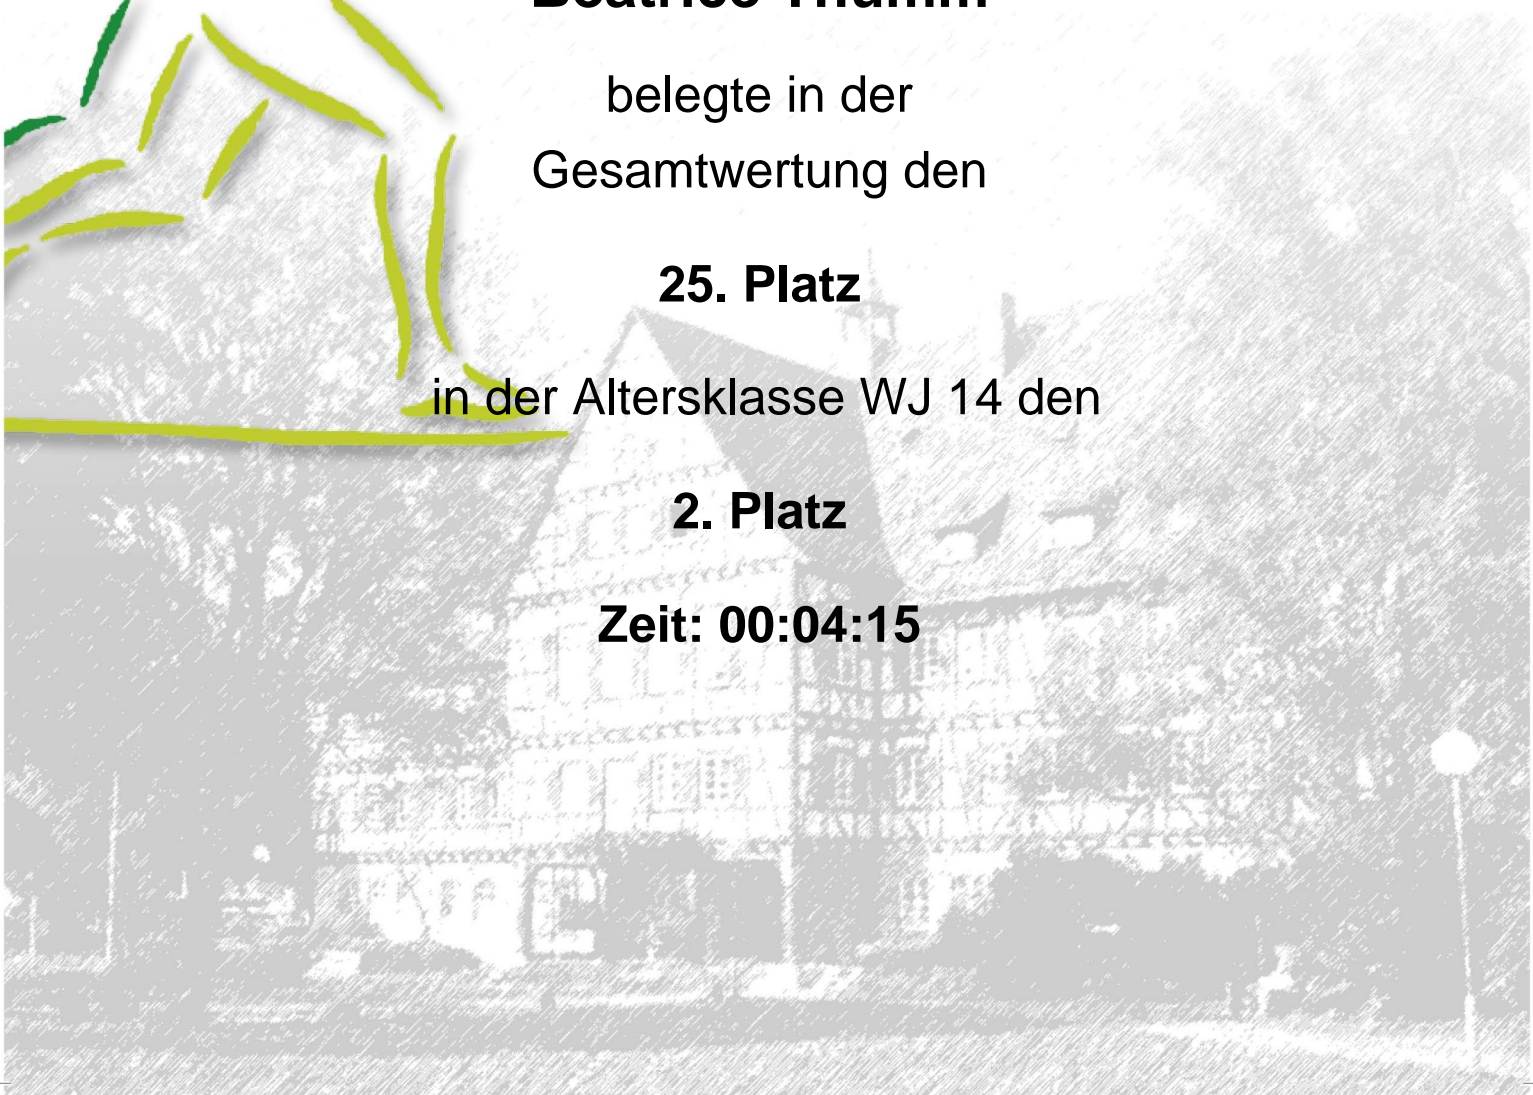 belegte in der
Gesamtwertung den
25. Platz
in der Altersklasse WJ 14 den
2. Platz
Zeit: 00:04:15